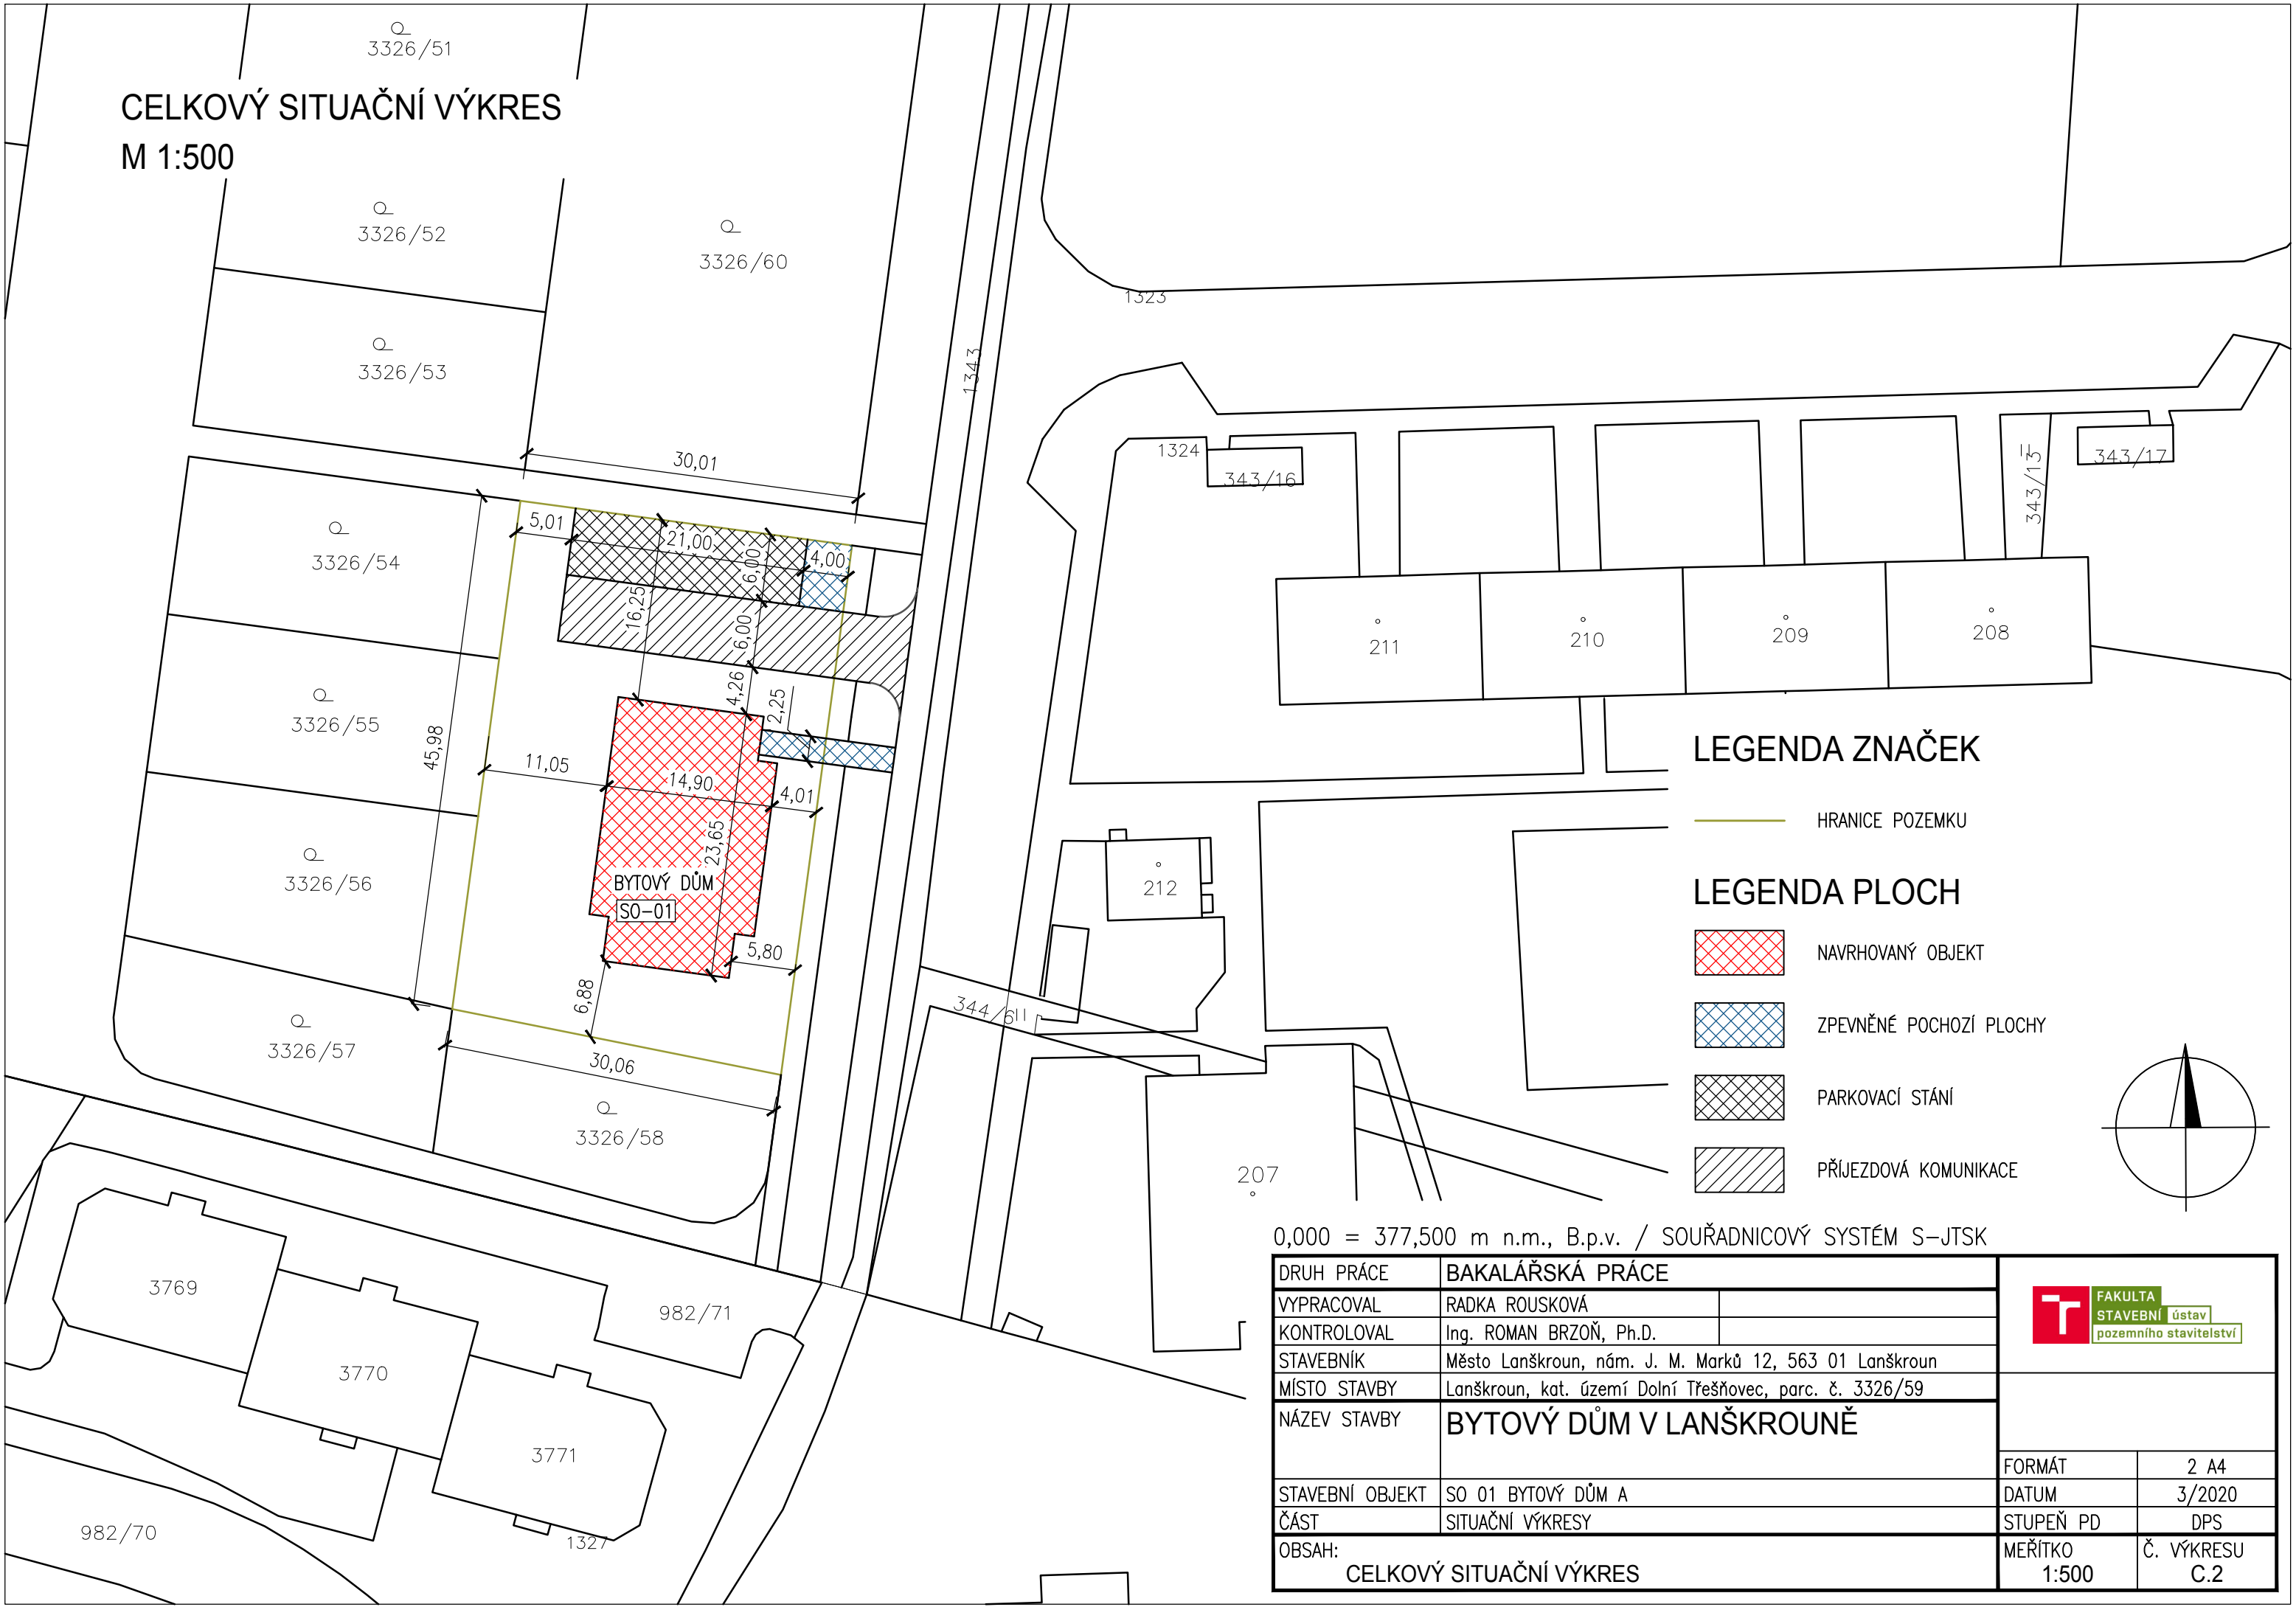 CELKOVÝ SITUAČNÍ VÝKRES
M 1:500
3326/51
3326/52
3326/60
3326/53
1323
1343
30,01
1324
343/16
343/13
343/17
3326/54
5,01
21,00
4,00
6,00
16,25
6,00
4,26
2,25
3326/55
45,98
11,05
14,90
4,01
23,65
BYTOVÝ DŮM
SO-01
3326/56
5,80
6,88
3326/57
30,06
3326/58
211
210
209
208
212
344/6
207
3769
3770
3771
982/71
982/70
1327
LEGENDA ZNAČEK
HRANICE POZEMKU
LEGENDA PLOCH
NAVRHOVANÝ OBJEKT
ZPEVNĚNÉ POCHOZÍ PLOCHY
PARKOVACÍ STÁNÍ
PŘÍJEZDOVÁ KOMUNIKACE
0,000 = 377,500 m n.m., B.p.v. / SOUŘADNICOVÝ SYSTÉM S-JTSK
DRUH PRÁCE BAKALÁŘSKÁ PRÁCE
VYPRACOVAL RADKA ROUSKOVÁ
KONTROLOVAL Ing. ROMAN BRZOŇ, Ph.D.
STAVEBNÍK Město Lanškroun, nám. J. M. Marků 12, 563 01 Lanškroun
MÍSTO STAVBY Lanškroun, kat. území Dolní Třešňovec, parc. č. 3326/59
NÁZEV STAVBY BYTOVÝ DŮM V LANŠKROUNĚ
STAVEBNÍ OBJEKT SO 01 BYTOVÝ DŮM A
ČÁST SITUAČNÍ VÝKRESY
OBSAH:
CELKOVÝ SITUAČNÍ VÝKRES
FAKULTA
STAVEBNÍ ústav
pozemního stavitelství
FORMÁT 2 A4
DATUM 3/2020
STUPEŇ PD DPS
MEŘÍTKO Č. VÝKRESU
1:500 C.2